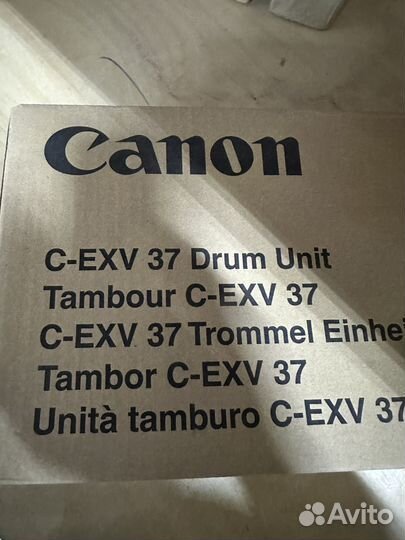 Canon
C-EXV 37 Drum Unit
Tambour C-EXV 37
C-EXV 37 Trommel Einhei
Tambor C-EXV 37
Unità tamburo C-EXV 37
Avito